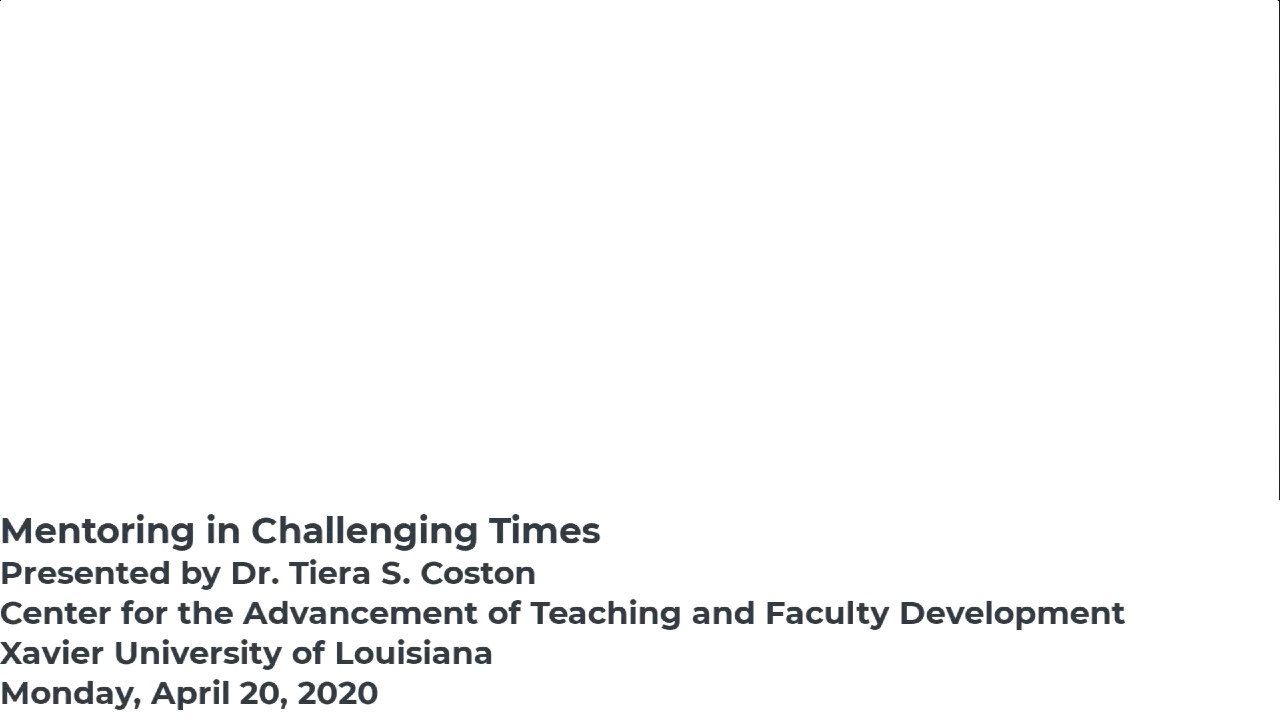 Mentoring in Challenging Times
Presented by Dr. Tiera S. Coston
Center for the Advancement of Teaching and Faculty Development
Xavier University of Louisiana
Monday, April 20, 2020